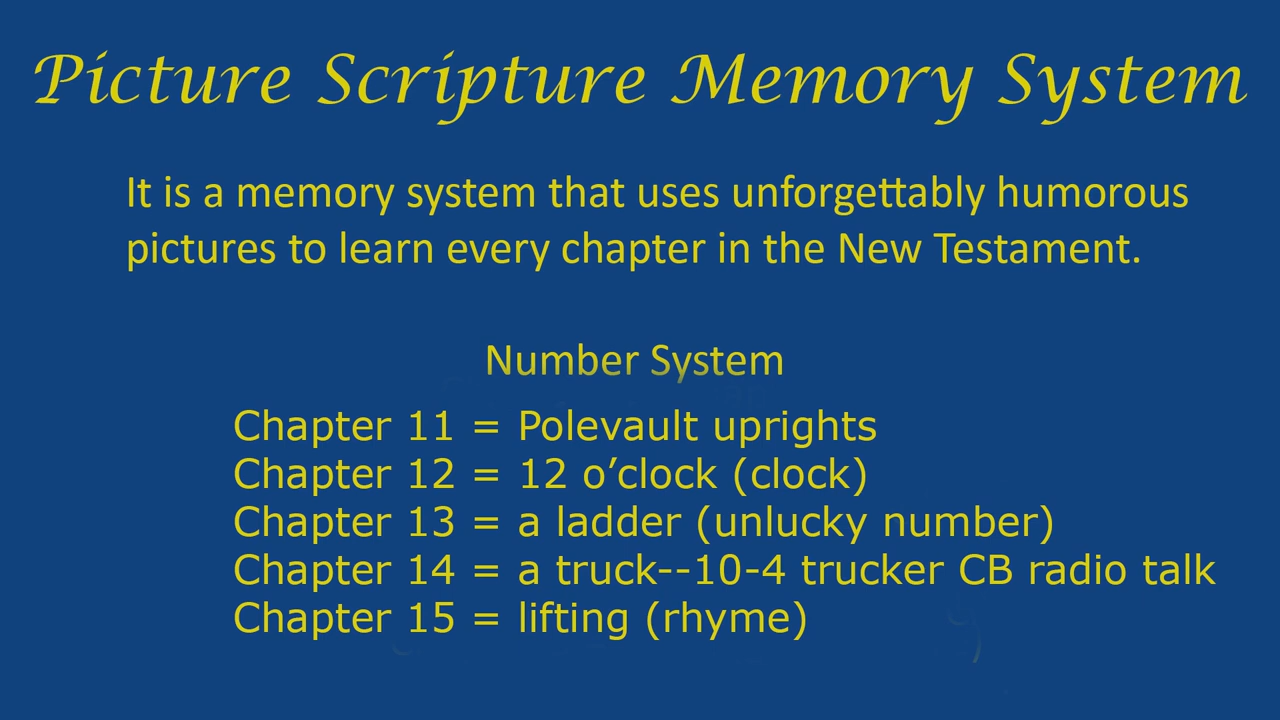 Picture Scripture Memory System
It is a memory system that uses unforgettably humorous
pictures to learn every chapter in the New Testament.
Number System
Chapter 11 = Polevault uprights
Chapter 12 = 12 o’clock (clock)
Chapter 13 = a ladder (unlucky number)
Chapter 14 = a truck--10-4 trucker CB radio talk
Chapter 15 = lifting (rhyme)